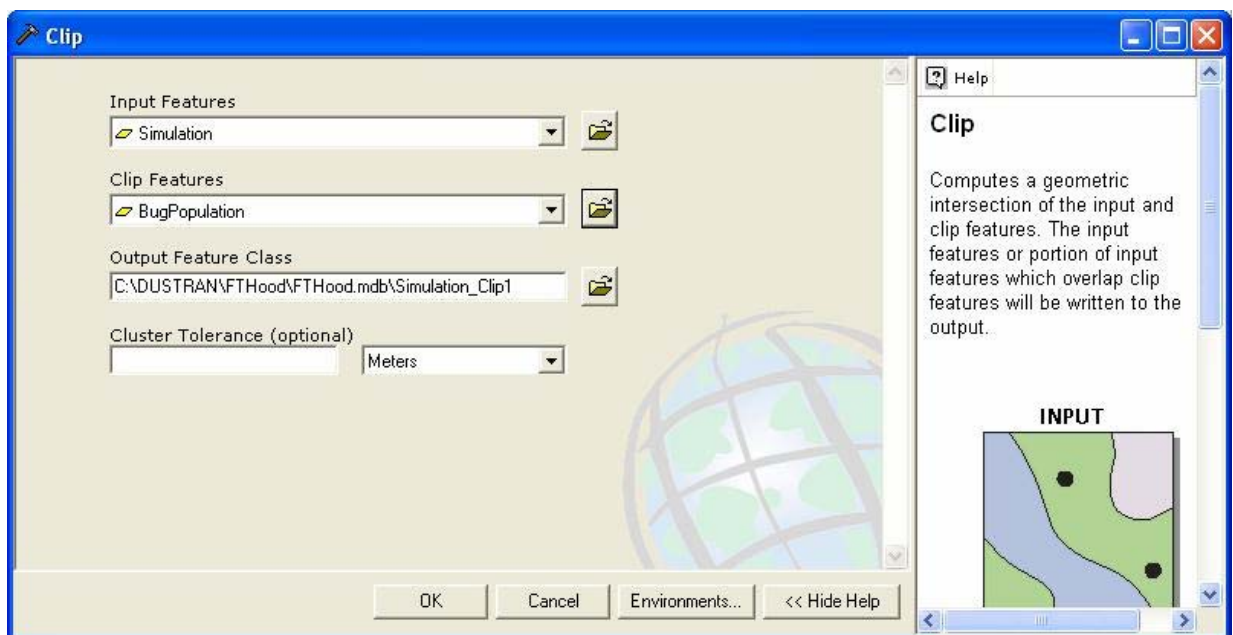 Clip
Input Features
Simulation
Clip Features
BugPopulation
Output Feature Class
C:\DUSTRAN\FTHood\FTHood.mdb\Simulation_Clip1
Cluster Tolerance (optional)
Meters
OK
Cancel
Environments...
<< Hide Help
Help
Clip
Computes a geometric
intersection of the input and
clip features. The input
features or portion of input
features which overlap clip
features will be written to the
output.
INPUT